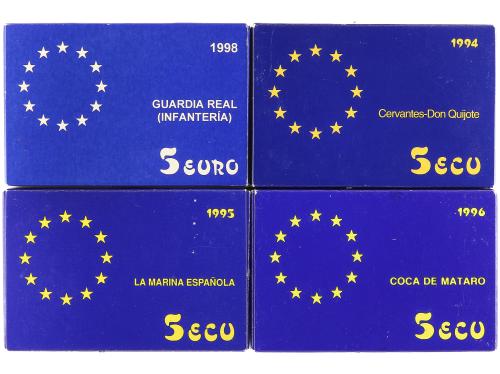 1998
GUARDIA REAL
(INFANTERÍA)
5 EURO
1994
Cervantes-Don Quijote
5 ECU
1995
LA MARINA ESPAÑOLA
5 ECU
1996
COCA DE MATARO
5 ECU